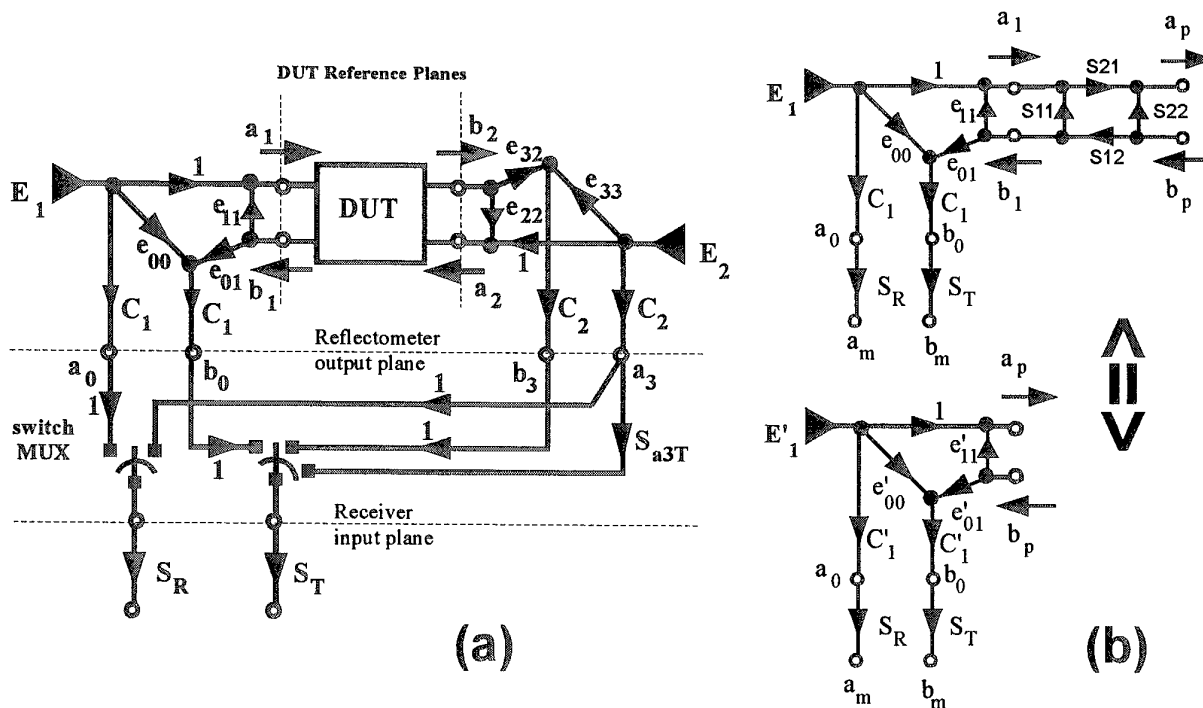 DUT Reference Planes
a1
b2
e32
1
e33
E1
e11
DUT
e22
e00
e01
b1
a2
1
E2
C1
C1
C2
C2
Reflectometer
output plane
a0
b0
b3
a3
1
1
switch
MUX
1
1
Sa3T
Receiver
input plane
SR
ST
(a)
a1
ap
E1
1
S21
e11
S11
S22
e00
e01
S12
C1
C1
b1
bp
a0
b0
SR
ST
am
bm
<=>
ap
E'1
1
e'11
e'00
e'01
C'1
C'1
bp
a0
b0
SR
ST
am
bm
(b)